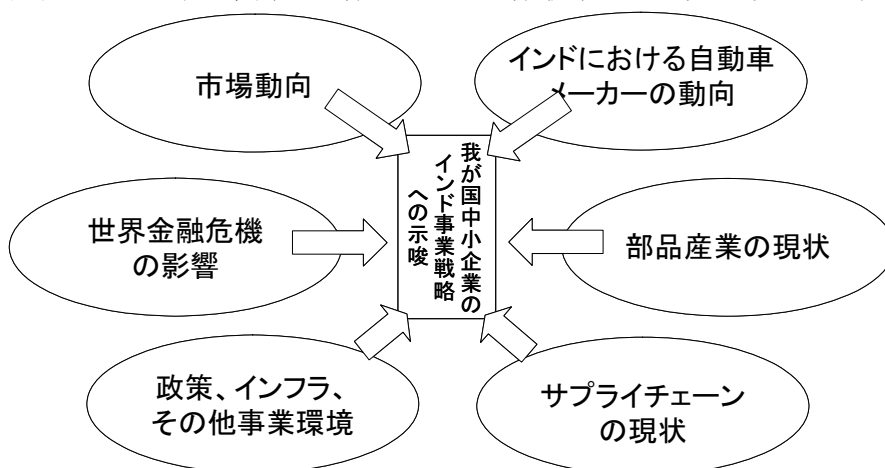 市場動向
インドにおける自動車
メーカーの動向
世界金融危機
の影響
我が国中小企業の
インド事業戦略
への示唆
部品産業の現状
政策、インフラ、
その他事業環境
サプライチェーン
の現状